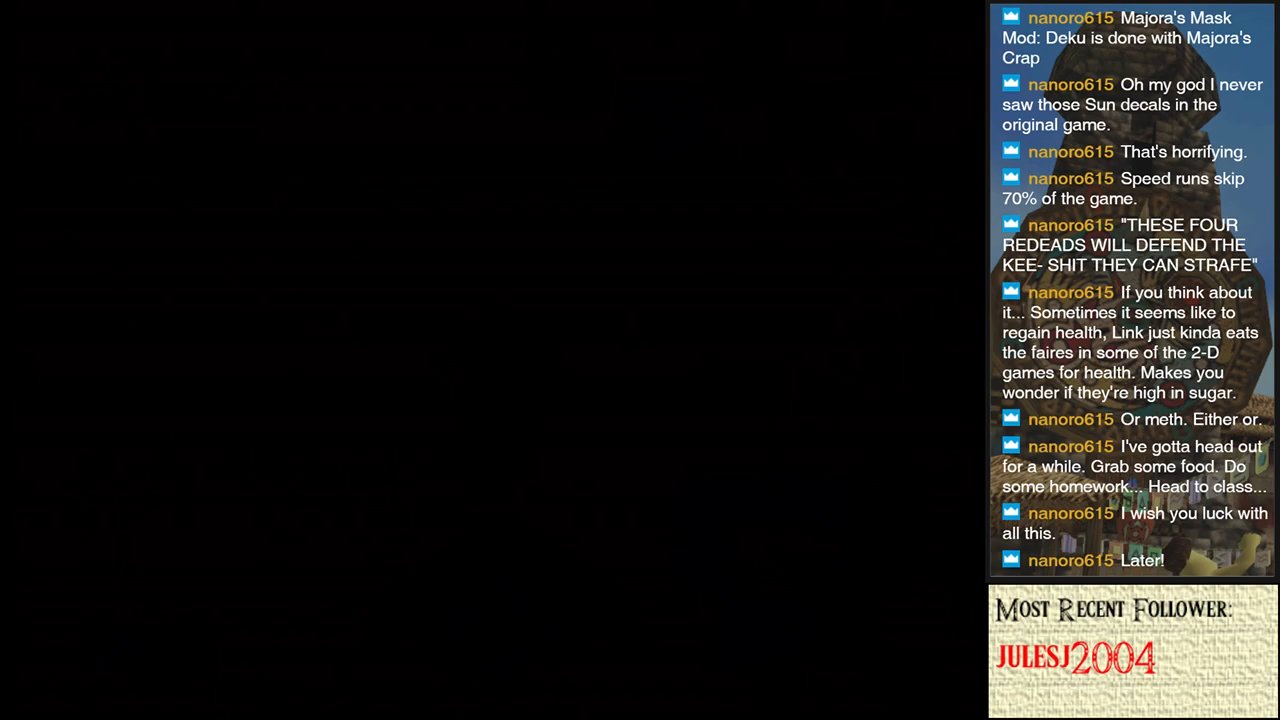 nanoro615 Majora's Mask
Mod: Deku is done with Majora's
Crap
nanoro615 Oh my god I never
saw those Sun decals in the
original game.
nanoro615 That's horrifying.
nanoro615 Speed runs skip
70% of the game.
nanoro615 "THESE FOUR
REDEADS WILL DEFEND THE
KEE- SHIT THEY CAN STRAFE"
nanoro615 If you think about
it... Sometimes it seems like to
regain health, Link just kinda eats
the faires in some of the 2-D
games for health. Makes you
wonder if they're high in sugar.
nanoro615 Or meth. Either or.
nanoro615 I've gotta head out
for a while. Grab some food. Do
some homework... Head to class...
nanoro615 I wish you luck with
all this.
nanoro615 Later!
Most Recent Follower:
julesj2004